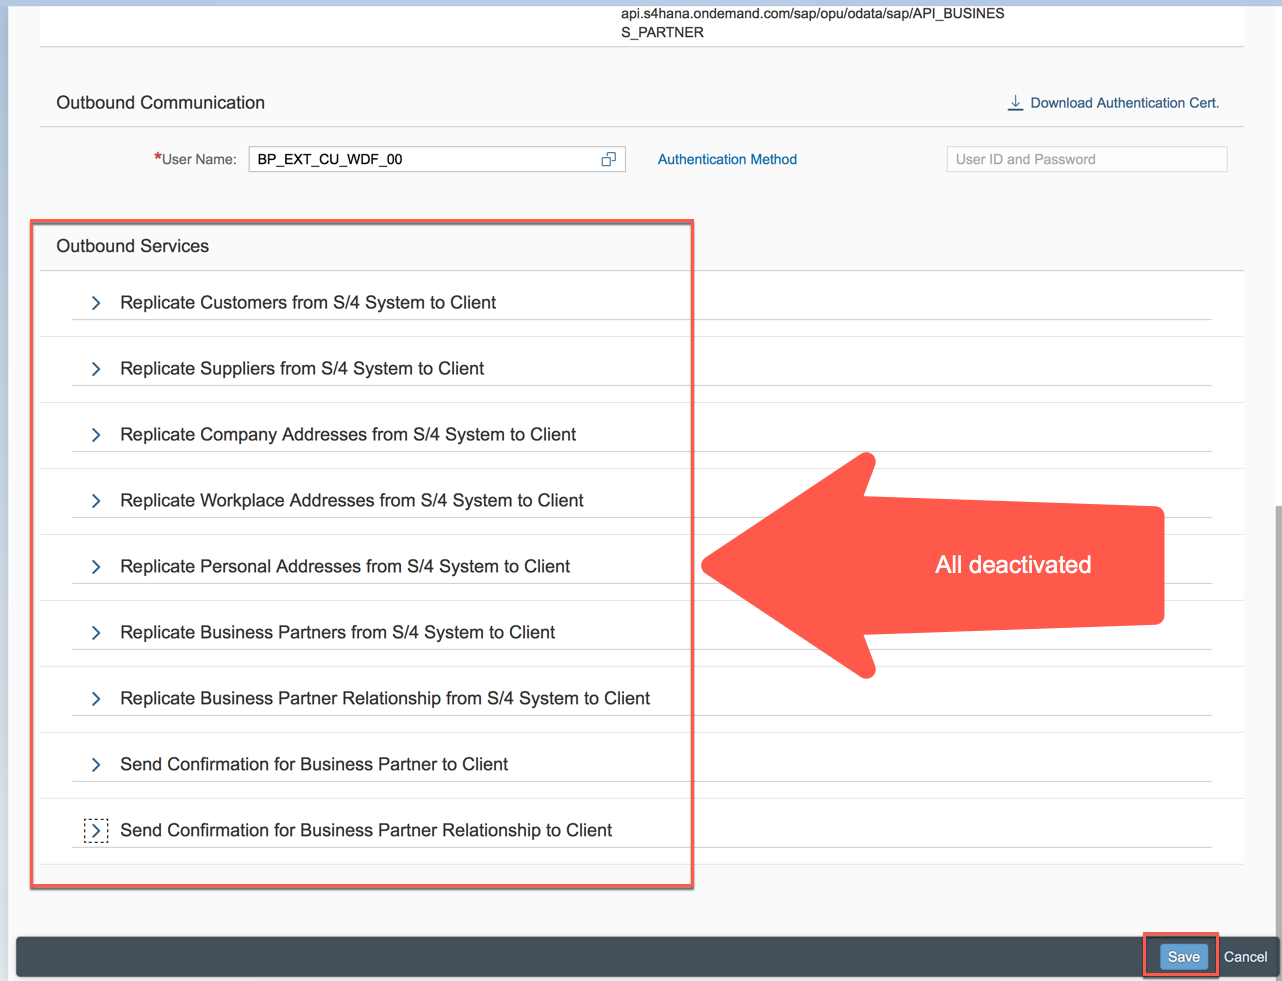 api.s4hana.ondemand.com/sap/opu/odata/sap/API_BUSINES
S_PARTNER
Outbound Communication
Download Authentication Cert.
*User Name:
BP_EXT_CU_WDF_00
Authentication Method
User ID and Password
Outbound Services
Replicate Customers from S/4 System to Client
Replicate Suppliers from S/4 System to Client
Replicate Company Addresses from S/4 System to Client
Replicate Workplace Addresses from S/4 System to Client
Replicate Personal Addresses from S/4 System to Client
All deactivated
Replicate Business Partners from S/4 System to Client
Replicate Business Partner Relationship from S/4 System to Client
Send Confirmation for Business Partner to Client
Send Confirmation for Business Partner Relationship to Client
Save
Cancel